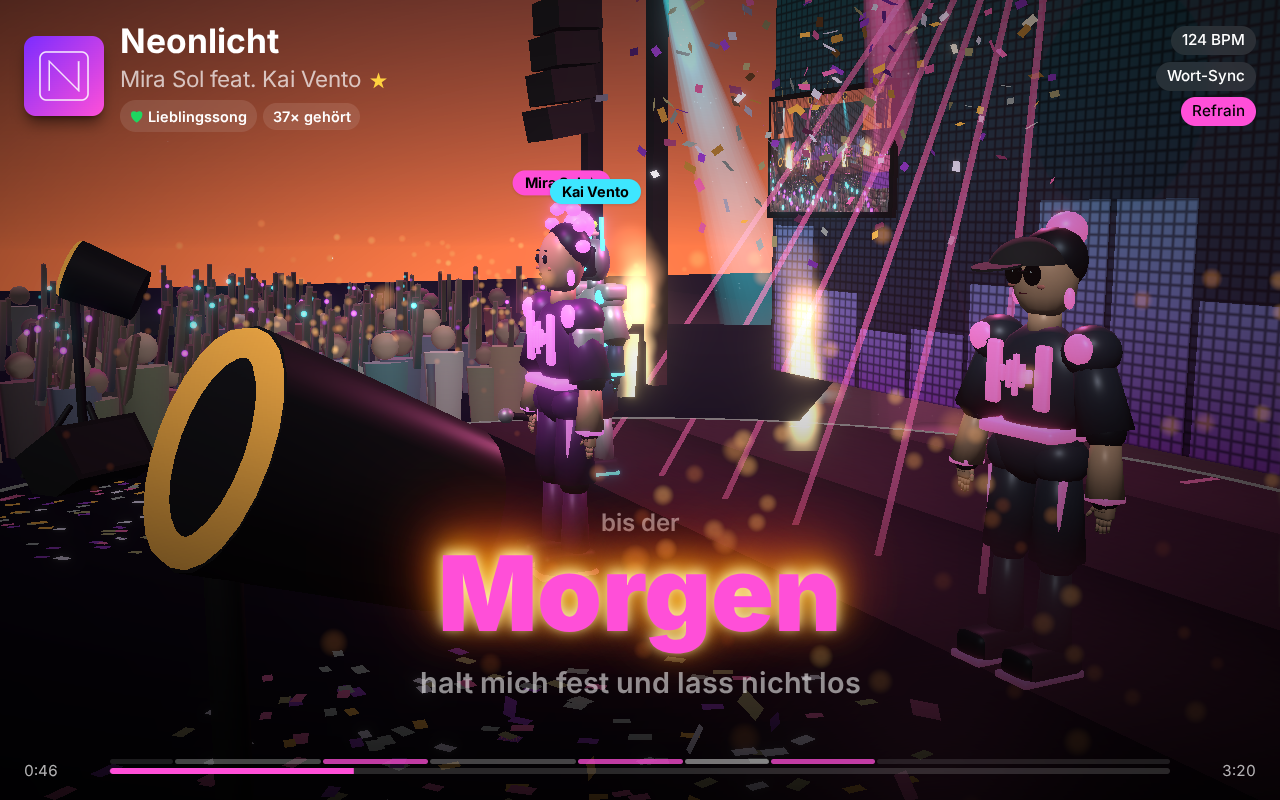 Neonlicht
Mira Sol feat. Kai Vento ⭐
Lieblingssong
37× gehört
124 BPM
Wort-Sync
Refrain
N
Kai Vento
bis der
Morgen
halt mich fest und lass nicht los
0:46
3:20